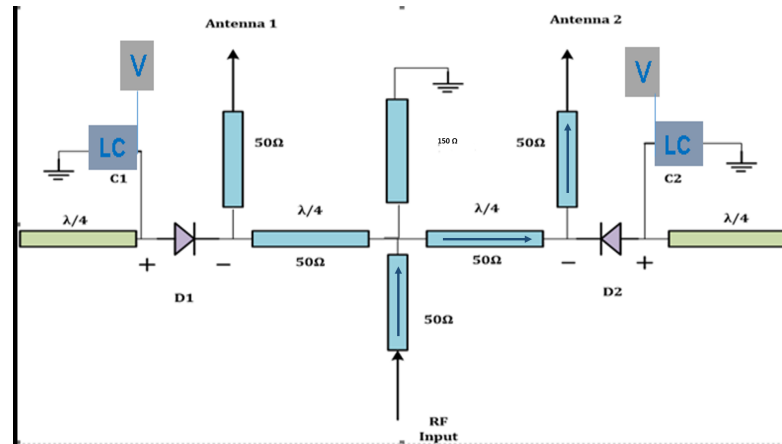 Antenna 1
Antenna 2
V
V
50Ω
150 Ω
50Ω
LC
LC
C1
C2
λ/4
λ/4
λ/4
λ/4
+
−
50Ω
50Ω
−
+
D1
D2
50Ω
RF
Input